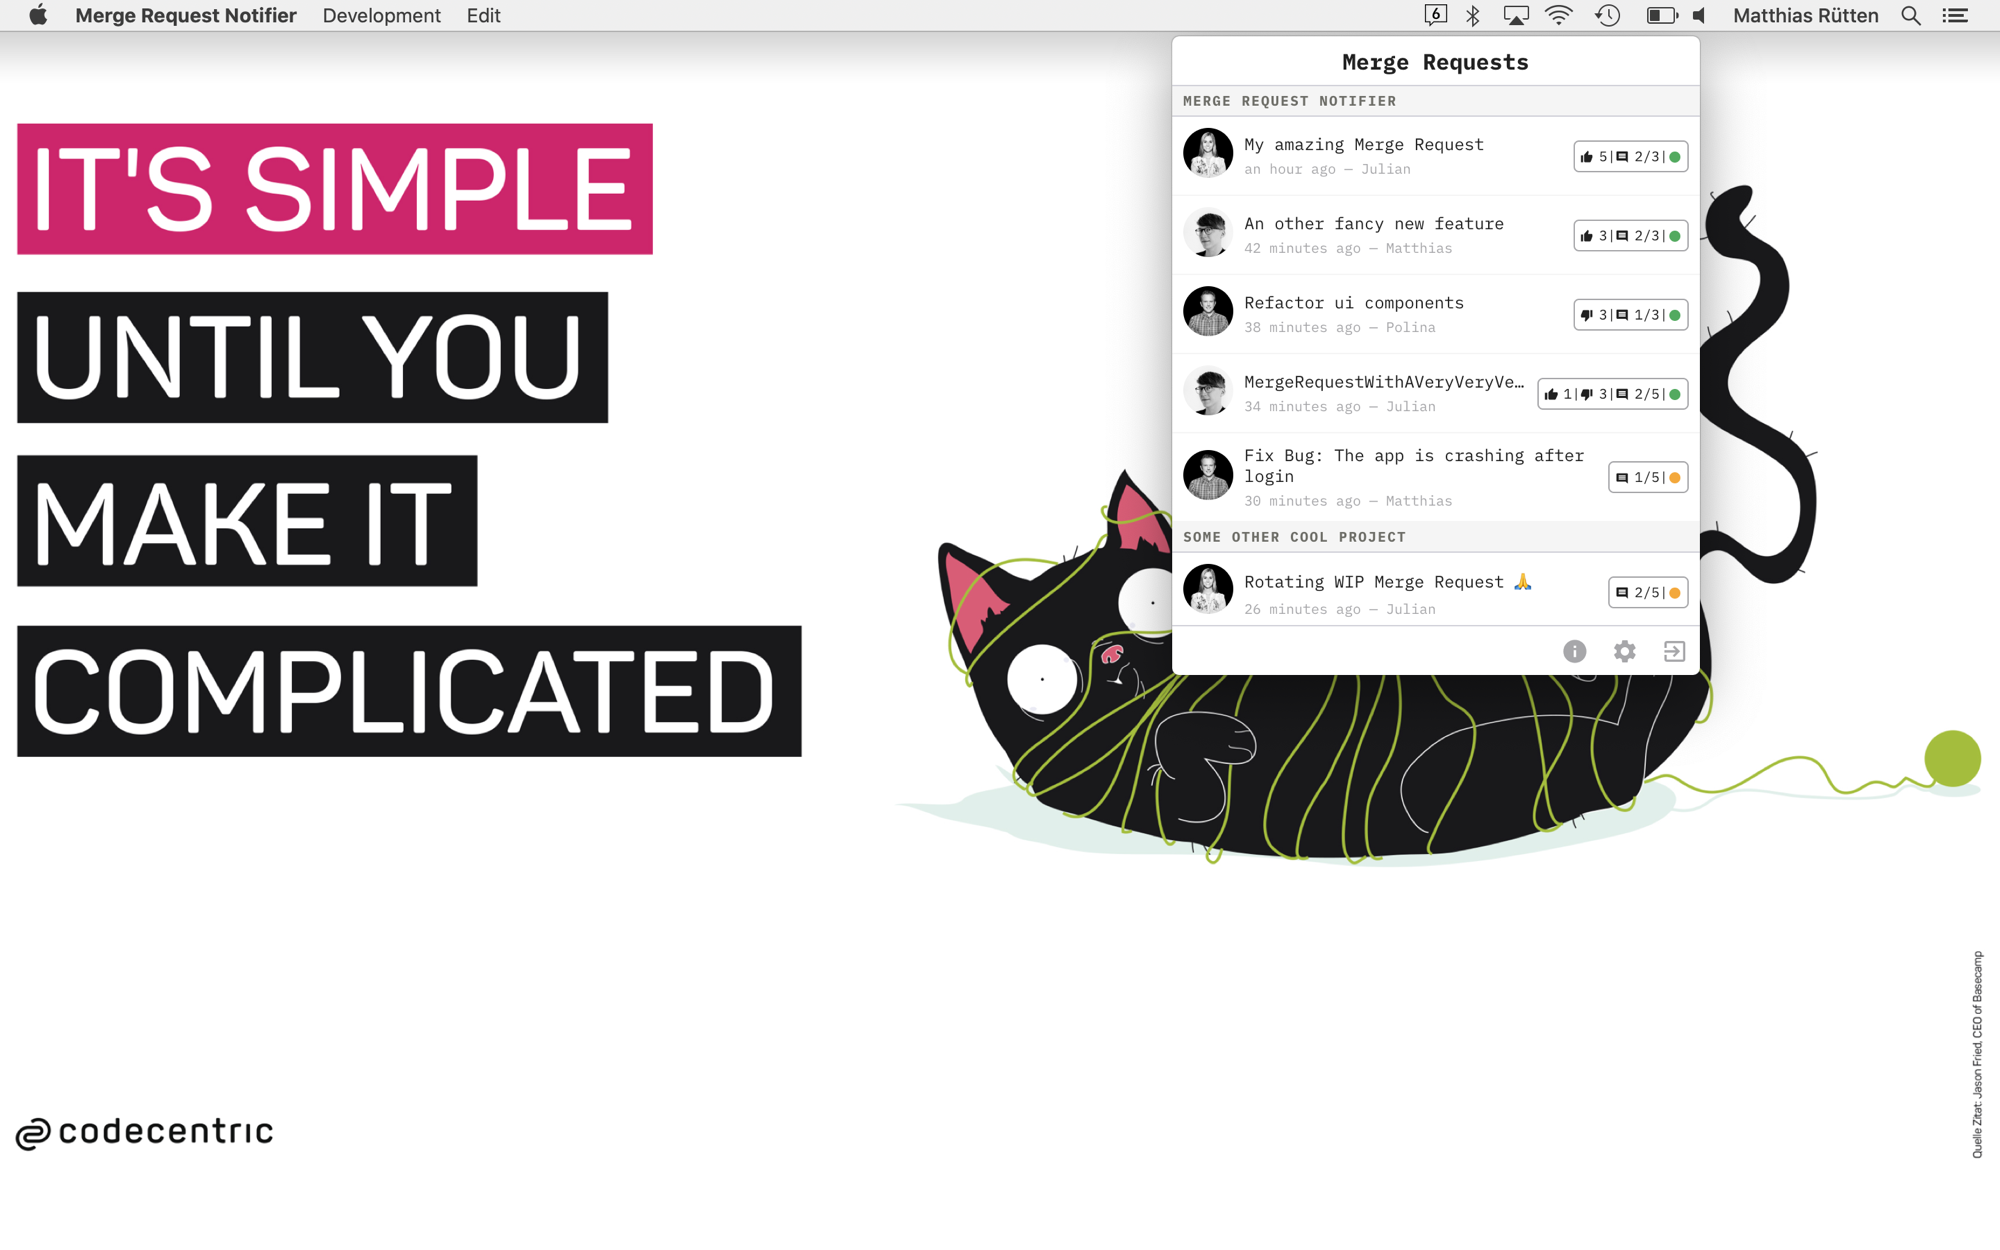 Merge Request Notifier Development Edit 6 Matthias Rütten
IT'S SIMPLE
UNTIL YOU
MAKE IT
COMPLICATED
codecentric
Merge Requests
MERGE REQUEST NOTIFIER
My amazing Merge Request
an hour ago — Julian
5 | 2/3 |
An other fancy new feature
42 minutes ago — Matthias
3 | 2/3 |
Refactor ui components
38 minutes ago — Polina
3 | 1/3 |
MergeRequestWithAVeryVeryVe…
34 minutes ago — Julian
1 | 3 | 2/5 |
Fix Bug: The app is crashing after
login
30 minutes ago — Matthias
1/5 |
SOME OTHER COOL PROJECT
Rotating WIP Merge Request 🙏
26 minutes ago — Julian
2/5 |
Quelle Zitat: Jason Fried, CEO of Basecamp